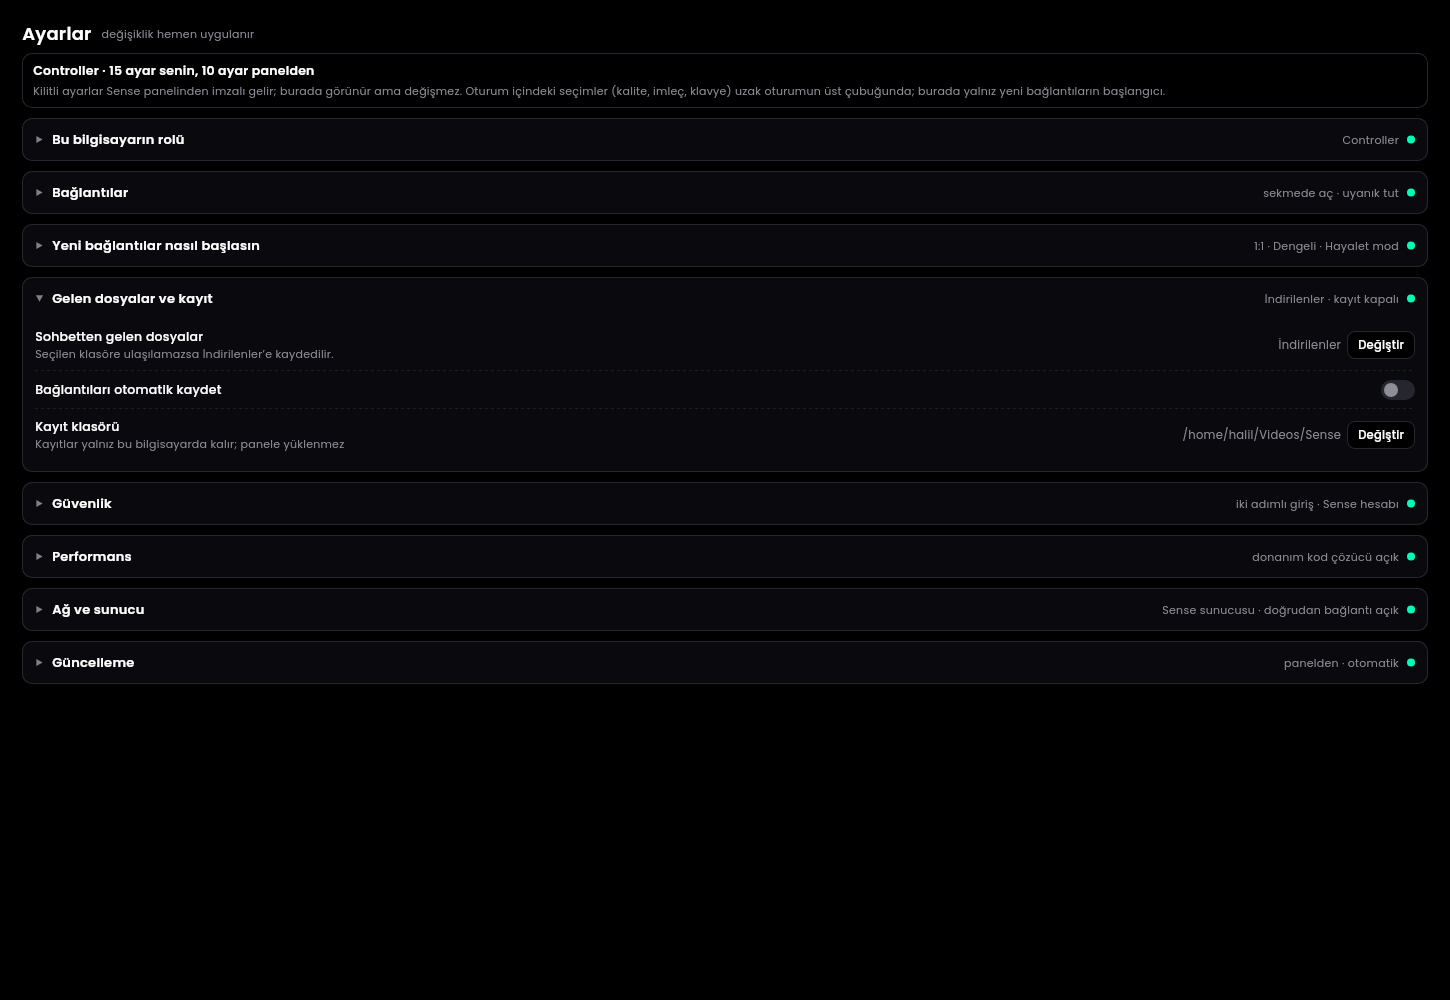 Ayarlar değişiklik hemen uygulanır
Controller · 15 ayar senin, 10 ayar panelden
Kilitli ayarlar Sense panelinden imzalı gelir; burada görünür ama değişmez. Oturum içindeki seçimler (kalite, imleç, klavye) uzak oturumun üst çubuğunda; burada yalnız yeni bağlantıların başlangıcı.
Bu bilgisayarın rolü Controller
Bağlantılar sekmede aç · uyanık tut
Yeni bağlantılar nasıl başlasın 1:1 · Dengeli · Hayalet mod
Gelen dosyalar ve kayıt İndirilenler · kayıt kapalı
Sohbetten gelen dosyalar
Seçilen klasöre ulaşılamazsa İndirilenler'e kaydedilir.
İndirilenler Değiştir
Bağlantıları otomatik kaydet
Kayıt klasörü
Kayıtlar yalnız bu bilgisayarda kalır; panele yüklenmez
/home/halil/Videos/Sense Değiştir
Güvenlik iki adımlı giriş · Sense hesabı
Performans donanım kod çözücü açık
Ağ ve sunucu Sense sunucusu · doğrudan bağlantı açık
Güncelleme panelden · otomatik